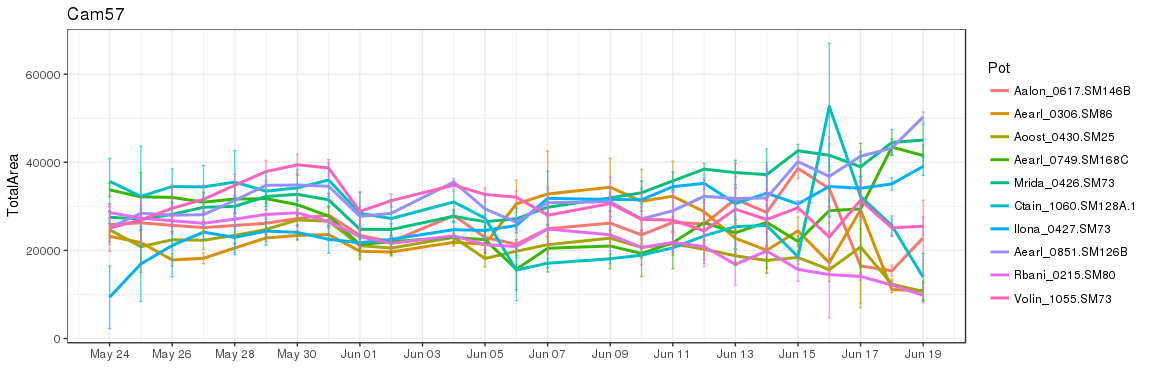 Cam57
TotalArea
60000
40000
20000
0
May 24 May 26 May 28 May 30 Jun 01 Jun 03 Jun 05 Jun 07 Jun 09 Jun 11 Jun 13 Jun 15 Jun 17 Jun 19
Pot
Aalon_0617.SM146B
Aearl_0306.SM86
Aoost_0430.SM25
Aearl_0749.SM168C
Mrida_0426.SM73
Ctain_1060.SM128A.1
Ilona_0427.SM73
Aearl_0851.SM126B
Rbani_0215.SM80
Volin_1055.SM73